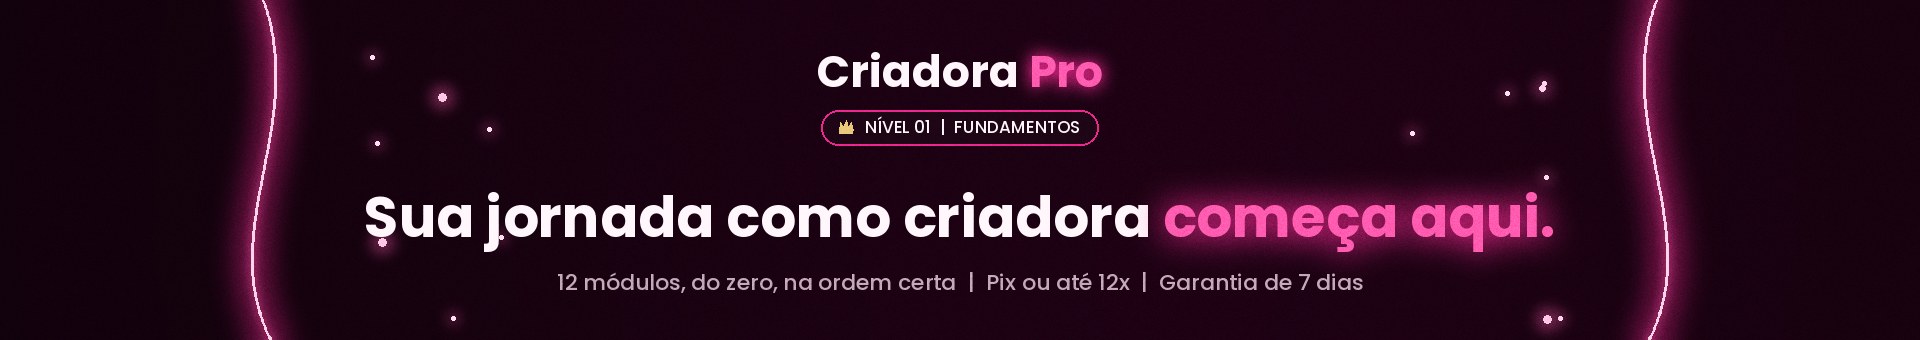 Criadora Pro
NÍVEL 01 | FUNDAMENTOS
Sua jornada como criadora começa aqui.
12 módulos, do zero, na ordem certa | Pix ou até 12x | Garantia de 7 dias